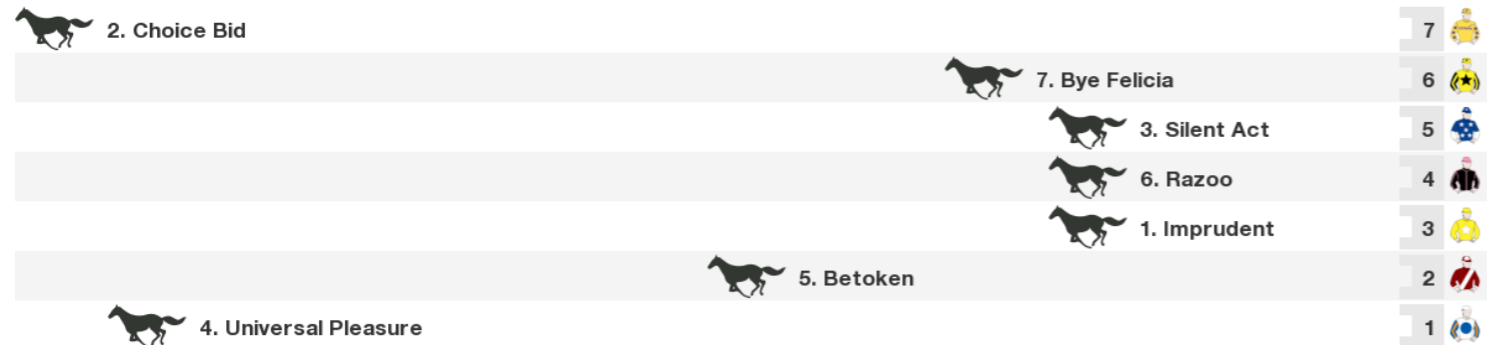 2. Choice Bid 7
7. Bye Felicia 6
3. Silent Act 5
6. Razoo 4
1. Imprudent 3
5. Betoken 2
4. Universal Pleasure 1